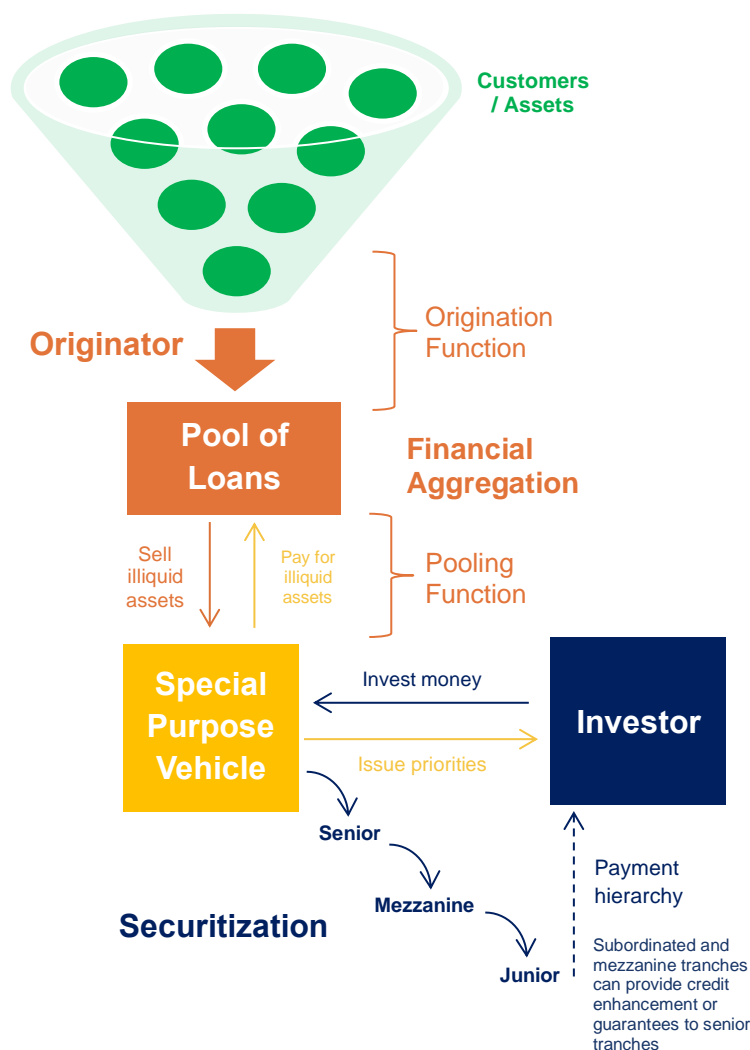 Customers
/ Assets
Originator
Origination
Function
Pool of
Loans
Financial
Aggregation
Sell
illiquid
assets
Pay for
illiquid
assets
Pooling
Function
Special
Purpose
Vehicle
Invest money
Issue priorities
Investor
Senior
Mezzanine
Junior
Securitization
Payment
hierarchy
Subordinated and
mezzanine tranches
can provide credit
enhancement or
guarantees to senior
tranches